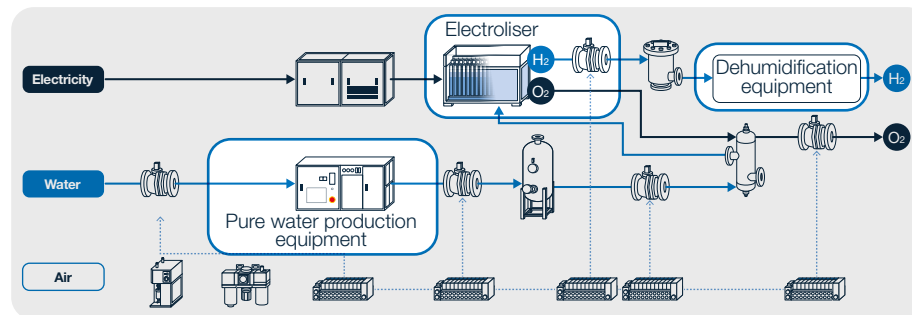 Electroliser
Electricity
H₂
O₂
Dehumidification
equipment
H₂
O₂
Water
Pure water production
equipment
Air